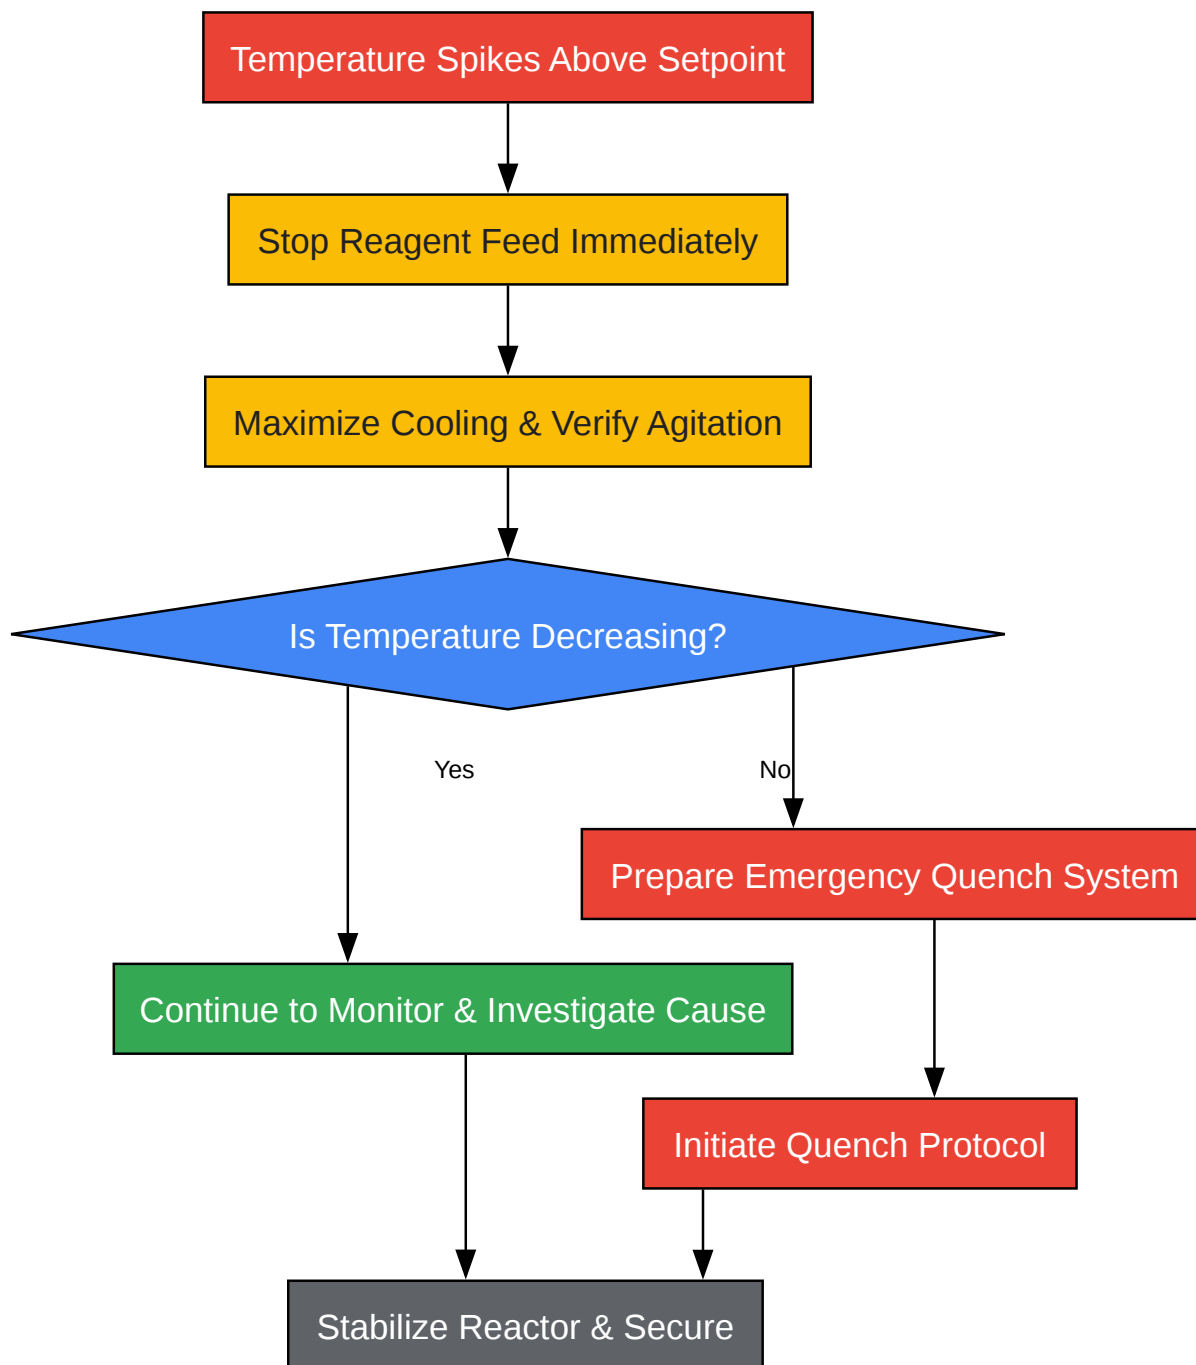 Temperature Spikes Above Setpoint
Stop Reagent Feed Immediately
Maximize Cooling & Verify Agitation
Is Temperature Decreasing?
Yes
No
Prepare Emergency Quench System
Continue to Monitor & Investigate Cause
Initiate Quench Protocol
Stabilize Reactor & Secure